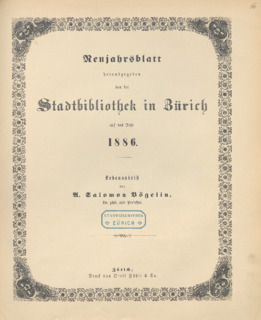 Neujahrsblatt
herausgegeben
von der
Stadtbibliothek in Zürich
auf das Jahr
1886.
Lebensabriß
von
A. Salomon Vögelin,
STADTBIBLIOTHEK
ZÜRICH
Zürich.
Druck von Orell Füßli & Co.